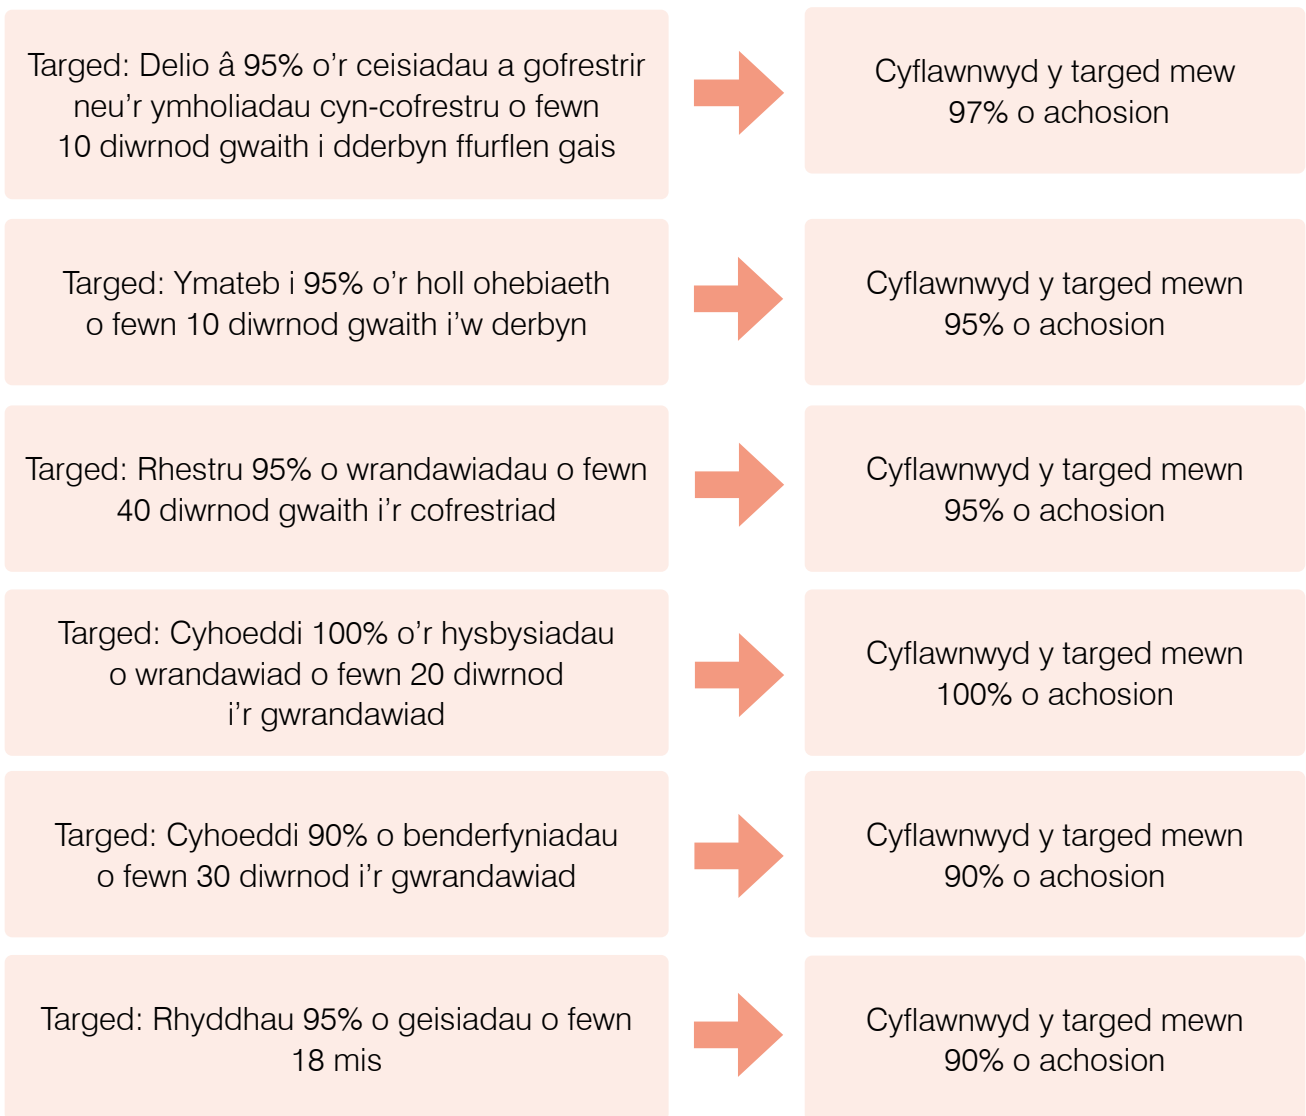 Targed: Delio â 95% o'r ceisiadau a gofrestrir
neu'r ymholiadau cyn-cofrestru o fewn
10 diwrnod gwaith i dderbyn ffurflen gais
Cyflawnwyd y targed mew
97% o achosion
Targed: Ymateb i 95% o'r holl ohebiaeth
o fewn 10 diwrnod gwaith i'w derbyn
Cyflawnwyd y targed mewn
95% o achosion
Targed: Rhestru 95% o wrandawiadau o fewn
40 diwrnod gwaith i'r cofrestriad
Cyflawnwyd y targed mewn
95% o achosion
Targed: Cyhoeddi 100% o'r hysbysiadau
o wrandawiad o fewn 20 diwrnod
i'r gwrandawiad
Cyflawnwyd y targed mewn
100% o achosion
Targed: Cyhoeddi 90% o benderfyniadau
o fewn 30 diwrnod i'r gwrandawiad
Cyflawnwyd y targed mewn
90% o achosion
Targed: Rhyddhau 95% o geisiadau o fewn
18 mis
Cyflawnwyd y targed mewn
90% o achosion